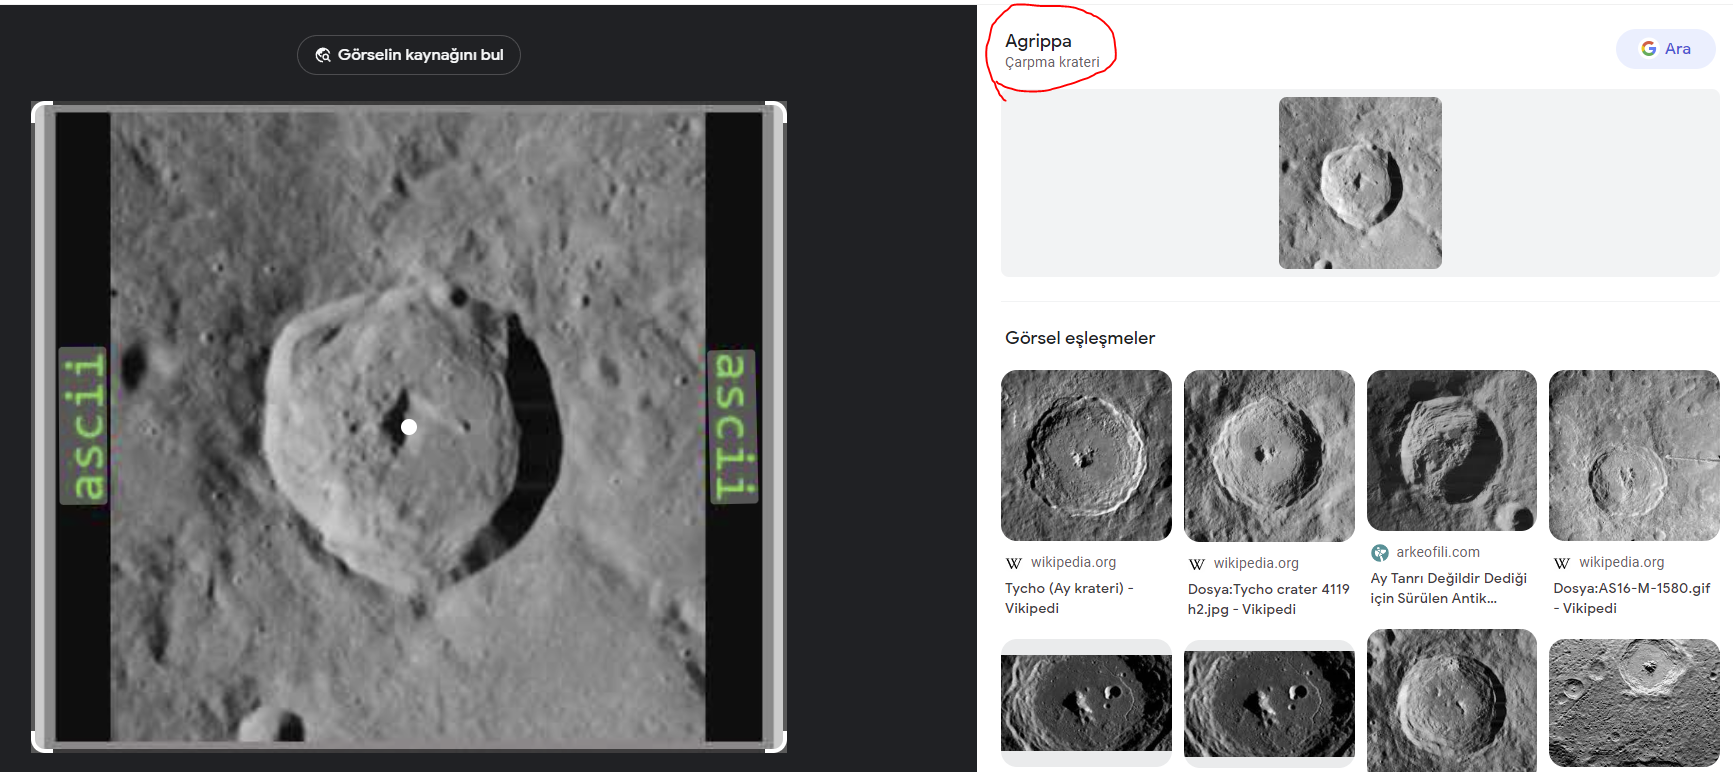 Görselin kaynağını bul
ascii
ascii
Agrippa
Çarpma krateri
Ara
Görsel eşleşmeler
wikipedia.org
Tycho (Ay krateri) -
Vikipedi
wikipedia.org
Dosya:Tycho crater 4119
h2.jpg - Vikipedi
arkeofili.com
Ay Tanrı Değildir Dediği
için Sürülen Antik...
wikipedia.org
Dosya:AS16-M-1580.gif
- Vikipedi